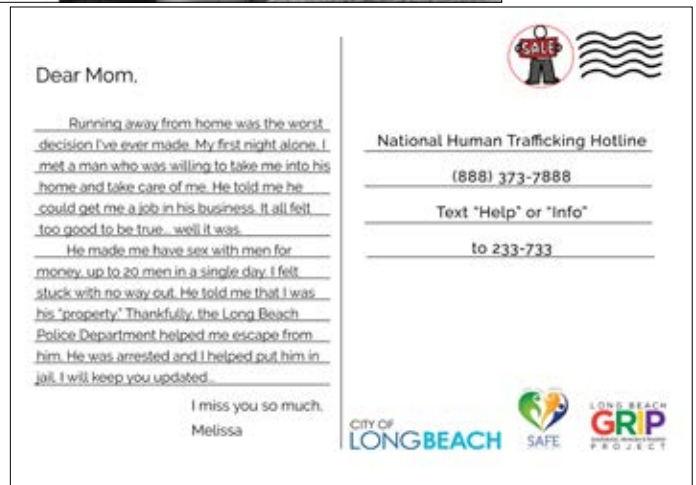 SALE
Dear Mom,
Running away from home was the worst
decision I've ever made. My first night alone, I
met a man who was willing to take me into his
home and take care of me. He told me he
could get me a job in his business. It all felt
too good to be true... well it was.
He made me have sex with men for
money, up to 20 men in a single day. I felt
stuck with no way out. He told me that I was
his "property." Thankfully, the Long Beach
Police Department helped me escape from
him. He was arrested and I helped put him in
jail. I will keep you updated...
I miss you so much,
Melissa
National Human Trafficking Hotline
(888) 373-7888
Text "Help" or "Info"
to 233-733
CITY OF
LONGBEACH
SAFE
LONG BEACH
GRIP
PROJECT